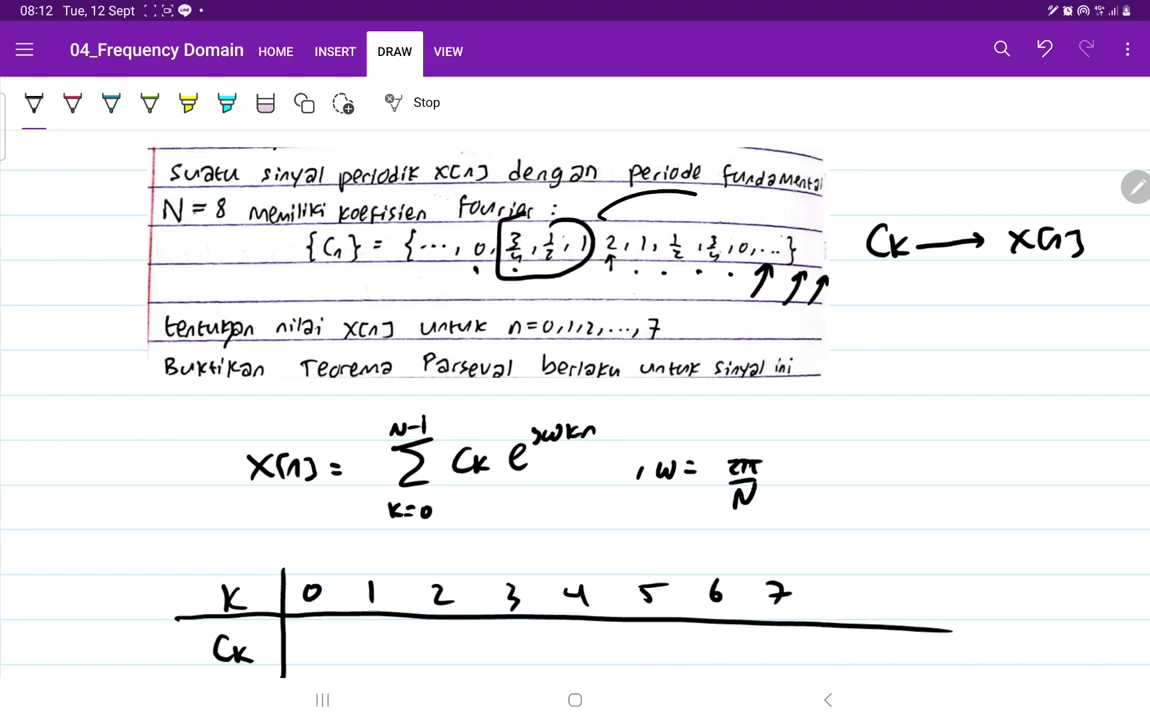 08:12 Tue, 12 Sept
04_Frequency Domain HOME INSERT DRAW VIEW
Stop
Suatu sinyal periodik x[n] dengan periode fundamental
N = 8 memiliki koefisien fourier :
{Cn} = {..., 0, 3/4, 1/2, 1, 2, 1, 1/2, 3/4, 0, ...}
Ck → x[n]
tentukan nilai x[n] untuk n=0,1,2,...,7
Buktikan Teorema Parseval berlaku untuk sinyal ini
x[n] = N-1 ∑ k=0 Ck e^jωkn , ω = 2π/N
K 0 1 2 3 4 5 6 7
Ck